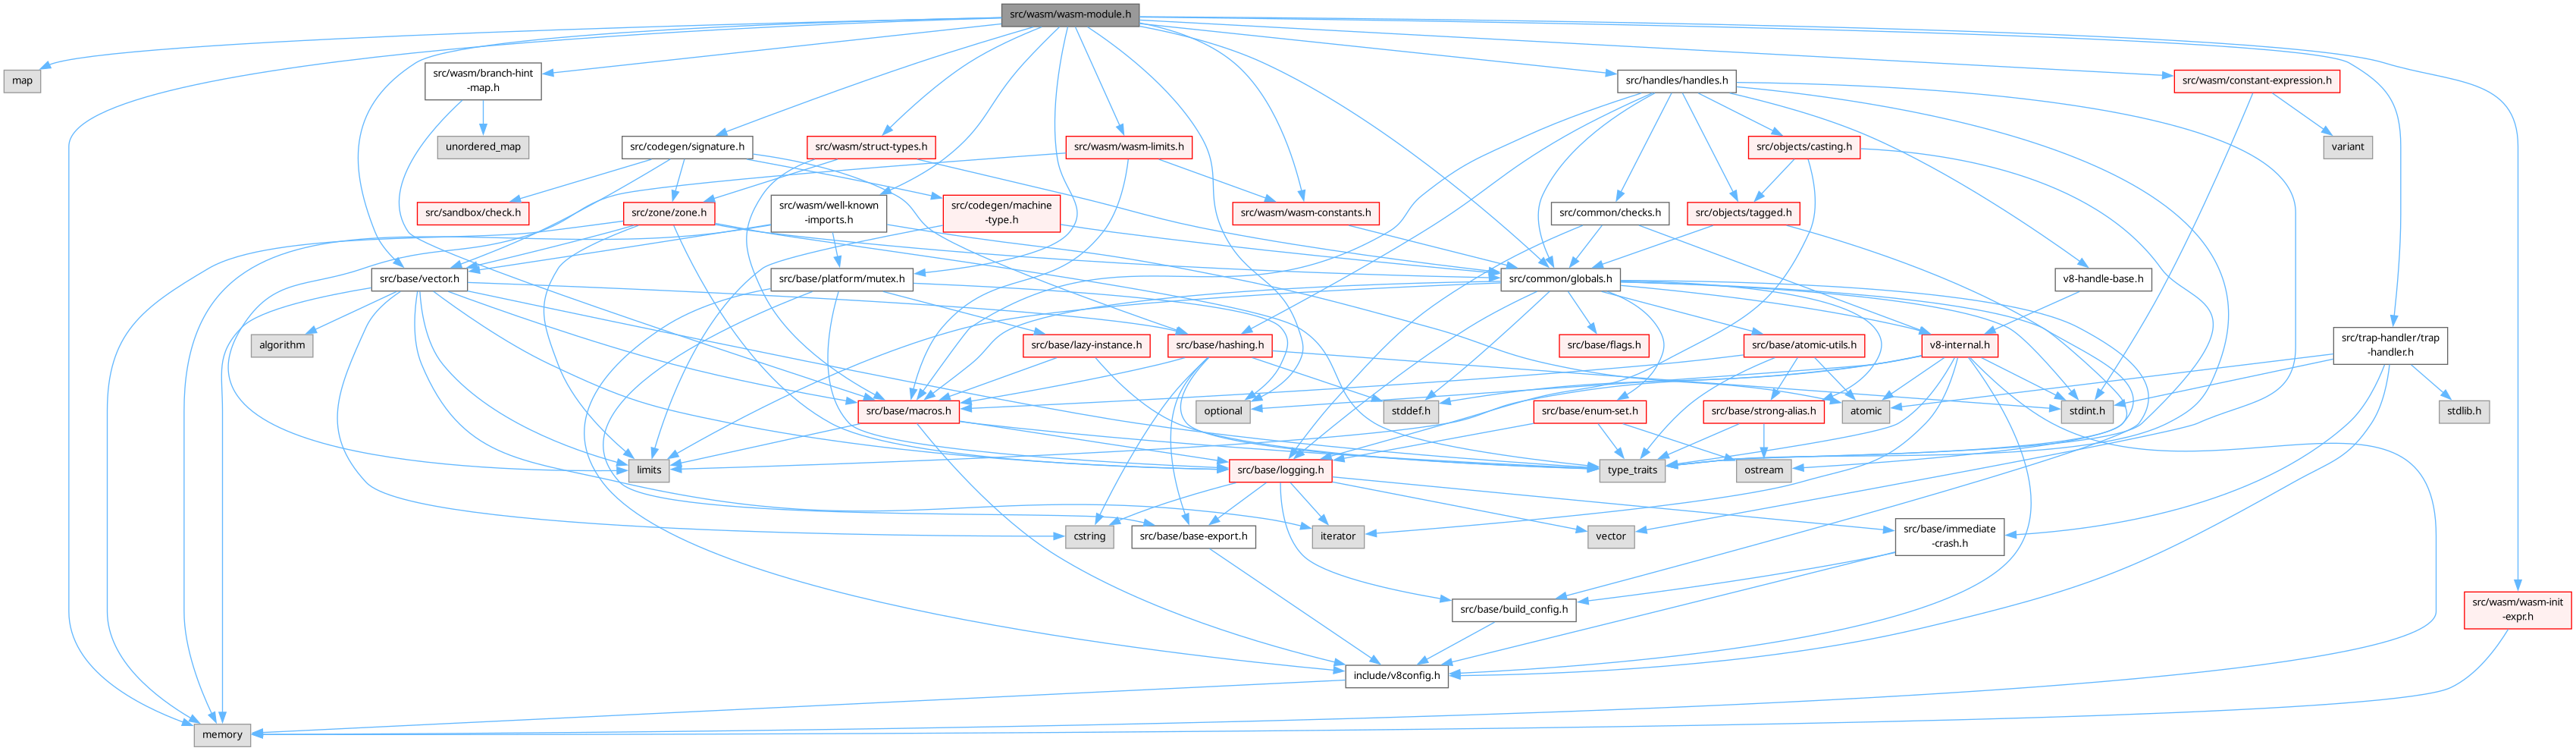 src/wasm/wasm-module.h
map
src/wasm/branch-hint
-map.h
src/handles/handles.h
src/wasm/constant-expression.h
unordered_map
src/codegen/signature.h
src/wasm/struct-types.h
src/wasm/wasm-limits.h
src/objects/casting.h
variant
src/sandbox/check.h
src/zone/zone.h
src/wasm/well-known
-imports.h
src/codegen/machine
-type.h
src/wasm/wasm-constants.h
src/common/checks.h
src/objects/tagged.h
src/base/vector.h
src/base/platform/mutex.h
src/common/globals.h
v8-handle-base.h
algorithm
src/base/lazy-instance.h
src/base/hashing.h
src/base/flags.h
src/base/atomic-utils.h
v8-internal.h
src/trap-handler/trap
-handler.h
src/base/macros.h
optional
stddef.h
src/base/enum-set.h
src/base/strong-alias.h
atomic
stdint.h
stdlib.h
limits
src/base/logging.h
type_traits
ostream
cstring
src/base/base-export.h
iterator
vector
src/base/immediate
-crash.h
src/base/build_config.h
src/wasm/wasm-init
-expr.h
include/v8config.h
memory